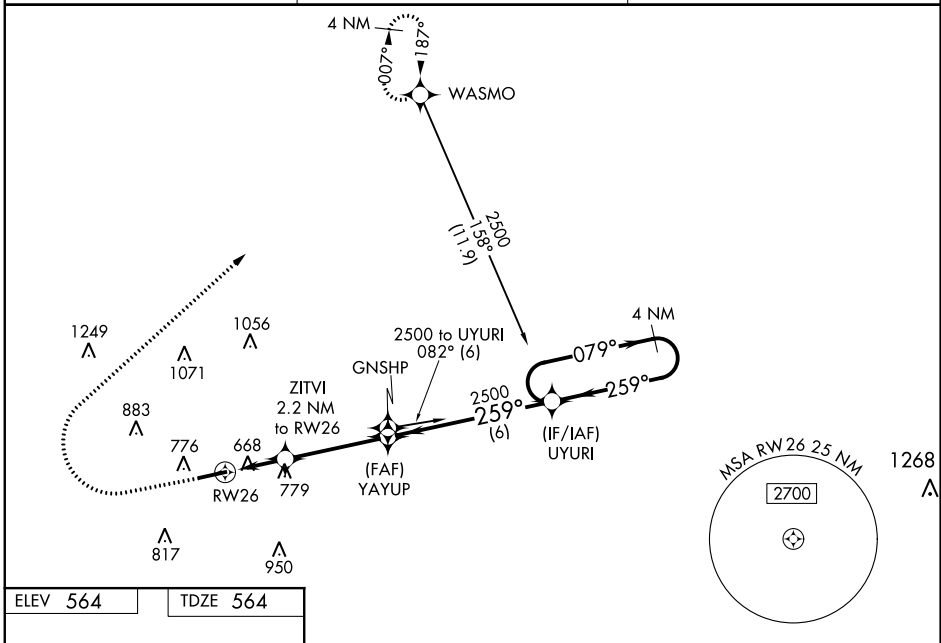 4 NM
007°
187°
WASMO
2500
158°
(11.9)
4 NM
079°
259°
1249
1071
1056
2500 to UYURI
082° (6)
GNSHP
ZITVI
2.2 NM
to RW26
2500
259°
(6)
(IF/IAF)
UYURI
883
776
668
779
RW26
(FAF)
YAYUP
817
950
MSA RW 26 25 NM
2700
1268
ELEV 564
TDZE 564